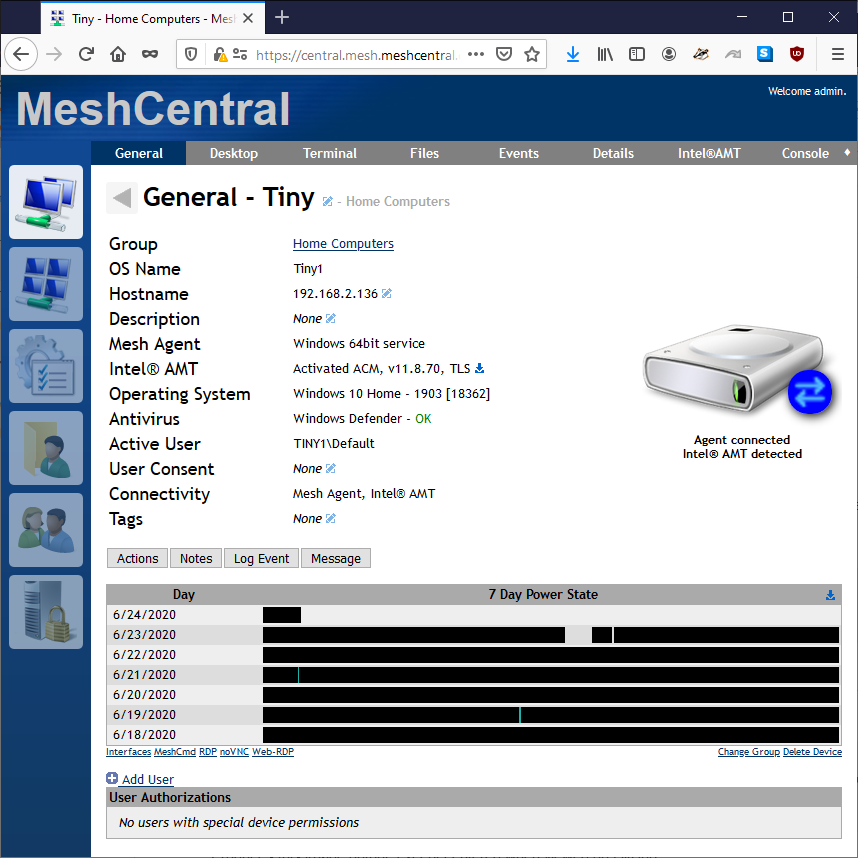 Tiny - Home Computers - Mesh
https://central.mesh.meshcentral.
MeshCentral
Welcome admin.
General Desktop Terminal Files Events Details Intel®AMT Console
General - Tiny - Home Computers
Group Home Computers
OS Name Tiny1
Hostname 192.168.2.136
Description None
Mesh Agent Windows 64bit service
Intel® AMT Activated ACM, v11.8.70, TLS
Operating System Windows 10 Home - 1903 [18362]
Antivirus Windows Defender - OK
Active User TINY1\Default
User Consent None
Connectivity Mesh Agent, Intel® AMT
Tags None
Agent connected
Intel® AMT detected
Actions Notes Log Event Message
Day 7 Day Power State
6/24/2020
6/23/2020
6/22/2020
6/21/2020
6/20/2020
6/19/2020
6/18/2020
Interfaces MeshCmd RDP noVNC Web-RDP Change Group Delete Device
Add User
User Authorizations
No users with special device permissions